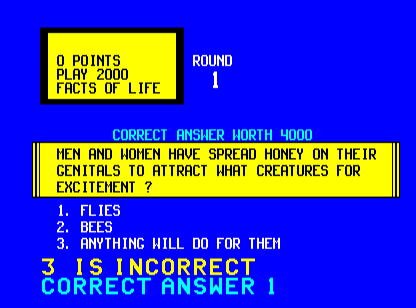 0 POINTS
PLAY 2000
FACTS OF LIFE
ROUND
1
CORRECT ANSWER WORTH 4000
MEN AND WOMEN HAVE SPREAD HONEY ON THEIR
GENITALS TO ATTRACT WHAT CREATURES FOR
EXCITEMENT ?
1. FLIES
2. BEES
3. ANYTHING WILL DO FOR THEM
3 IS INCORRECT
CORRECT ANSWER 1